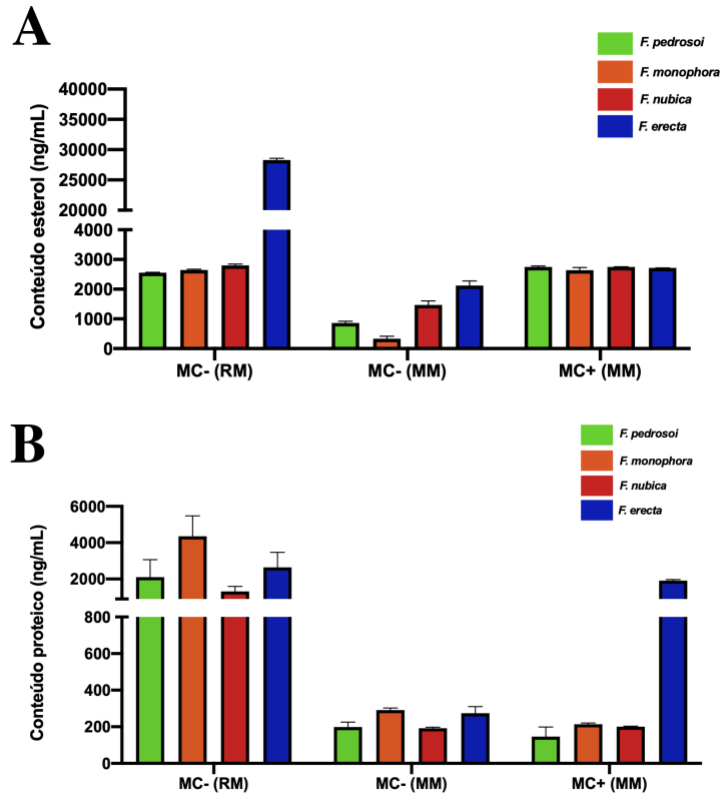 A
F. pedrosoi
F. monophora
F. nubica
F. erecta
Conteúdo esterol (ng/mL)
40000
35000
30000
25000
20000
4000
3000
2000
1000
0
MC- (RM) MC- (MM) MC+ (MM)
B
F. pedrosoi
F. monophora
F. nubica
F. erecta
Conteúdo proteico (ng/mL)
6000
4000
2000
800
600
400
200
0
MC- (RM) MC- (MM) MC+ (MM)